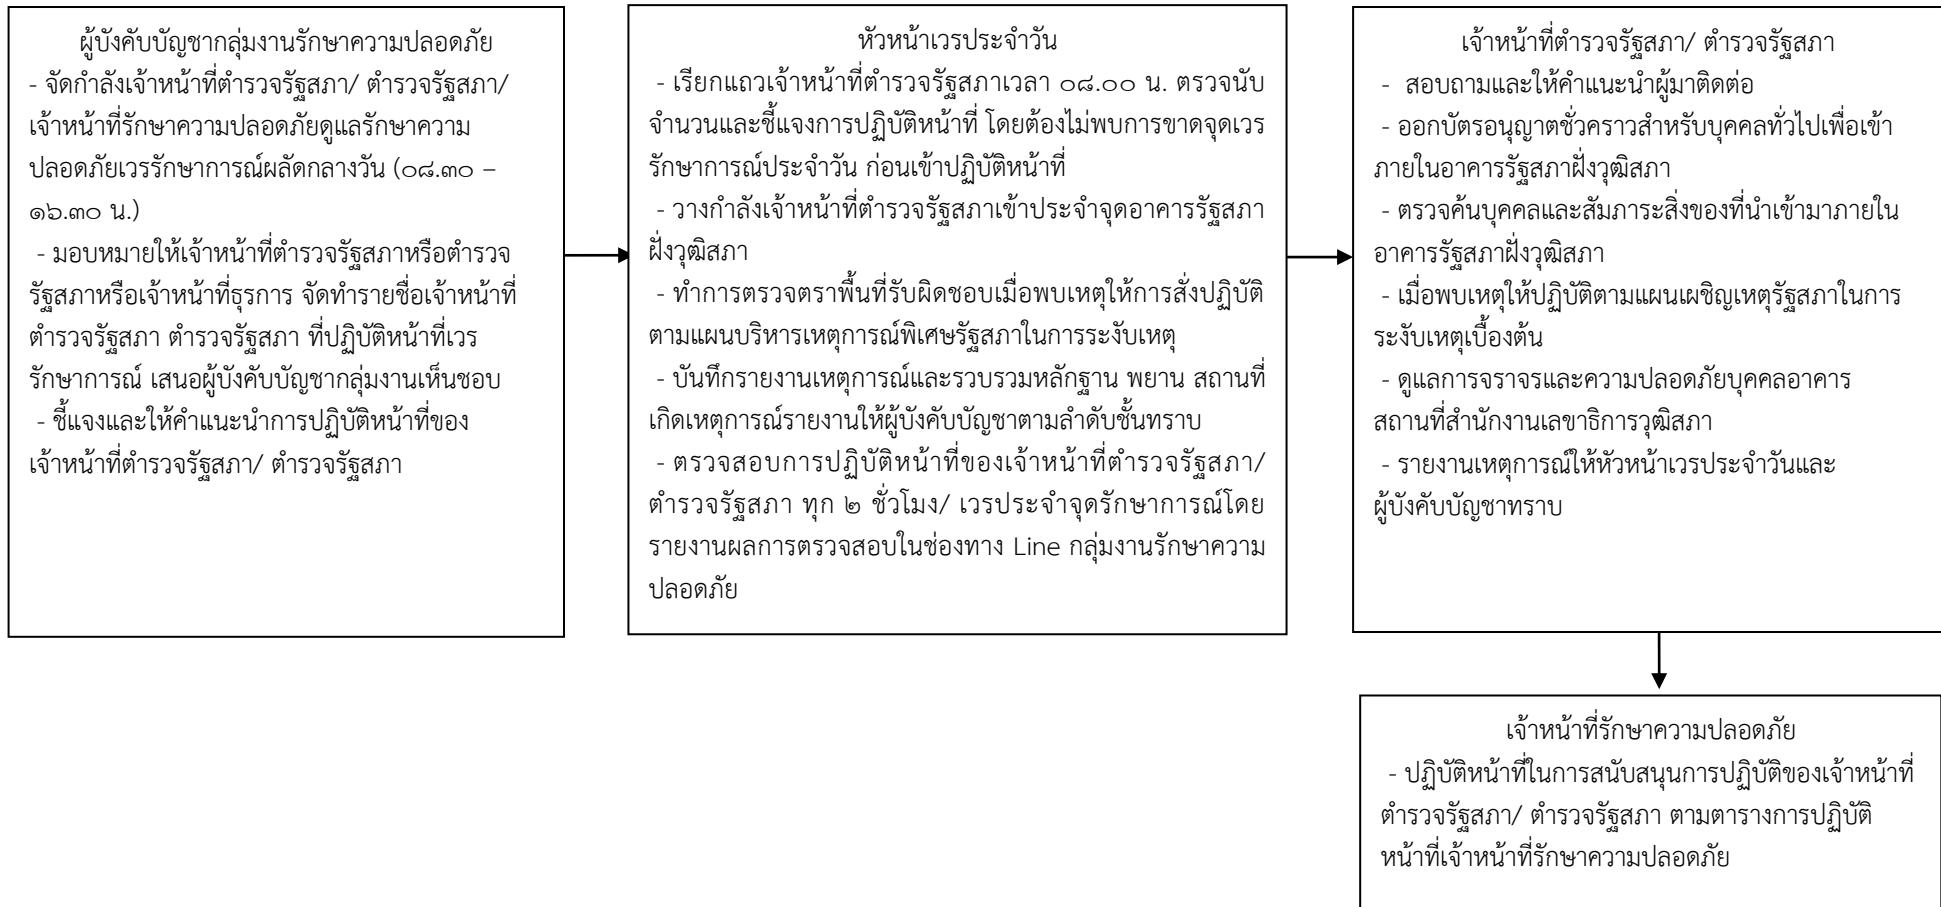 ผู้บังคับบัญชากลุ่มงานรักษาความปลอดภัย
- จัดกำลังเจ้าหน้าที่ตำรวจรัฐสภา/ ตำรวจรัฐสภา/
เจ้าหน้าที่รักษาความปลอดภัยดูแลรักษาความ
ปลอดภัยเวรรักษาการณ์ผลัดกลางวัน (๐๘.๓๐ –
๑๖.๓๐ น.)
- มอบหมายให้เจ้าหน้าที่ตำรวจรัฐสภาหรือตำรวจ
รัฐสภาหรือเจ้าหน้าที่ธุรการ จัดทำรายชื่อเจ้าหน้าที่
ตำรวจรัฐสภา ตำรวจรัฐสภา ที่ปฏิบัติหน้าที่เวร
รักษาการณ์ เสนอผู้บังคับบัญชากลุ่มงานเห็นชอบ
- ชี้แจงและให้คำแนะนำการปฏิบัติหน้าที่ของ
เจ้าหน้าที่ตำรวจรัฐสภา/ ตำรวจรัฐสภา
หัวหน้าเวรประจำวัน
- เรียกแถวเจ้าหน้าที่ตำรวจรัฐสภาเวลา ๐๘.๐๐ น. ตรวจนับ
จำนวนและชี้แจงการปฏิบัติหน้าที่ โดยต้องไม่พบการขาดจุดเวร
รักษาการณ์ประจำวัน ก่อนเข้าปฏิบัติหน้าที่
- วางกำลังเจ้าหน้าที่ตำรวจรัฐสภาเข้าประจำจุดอาคารรัฐสภา
ฝั่งวุฒิสภา
- ทำการตรวจตราพื้นที่รับผิดชอบเมื่อพบเหตุให้การสั่งปฏิบัติ
ตามแผนบริหารเหตุการณ์พิเศษรัฐสภาในการระงับเหตุ
- บันทึกรายงานเหตุการณ์และรวบรวมหลักฐาน พยาน สถานที่
เกิดเหตุการณ์รายงานให้ผู้บังคับบัญชาตามลำดับชั้นทราบ
- ตรวจสอบการปฏิบัติหน้าที่ของเจ้าหน้าที่ตำรวจรัฐสภา/
ตำรวจรัฐสภา ทุก ๒ ชั่วโมง/ เวรประจำจุดรักษาการณ์โดย
รายงานผลการตรวจสอบในช่องทาง Line กลุ่มงานรักษาความ
ปลอดภัย
เจ้าหน้าที่ตำรวจรัฐสภา/ ตำรวจรัฐสภา
- สอบถามและให้คำแนะนำผู้มาติดต่อ
- ออกบัตรอนุญาตชั่วคราวสำหรับบุคคลทั่วไปเพื่อเข้า
ภายในอาคารรัฐสภาฝั่งวุฒิสภา
- ตรวจค้นบุคคลและสัมภาระสิ่งของที่นำเข้ามาภายใน
อาคารรัฐสภาฝั่งวุฒิสภา
- เมื่อพบเหตุให้ปฏิบัติตามแผนเผชิญเหตุรัฐสภาในการ
ระงับเหตุเบื้องต้น
- ดูแลการจราจรและความปลอดภัยบุคคลอาคาร
สถานที่สำนักงานเลขาธิการวุฒิสภา
- รายงานเหตุการณ์ให้หัวหน้าเวรประจำวันและ
ผู้บังคับบัญชาทราบ
เจ้าหน้าที่รักษาความปลอดภัย
- ปฏิบัติหน้าที่ในการสนับสนุนการปฏิบัติของเจ้าหน้าที่
ตำรวจรัฐสภา/ ตำรวจรัฐสภา ตามตารางการปฏิบัติ
หน้าที่เจ้าหน้าที่รักษาความปลอดภัย